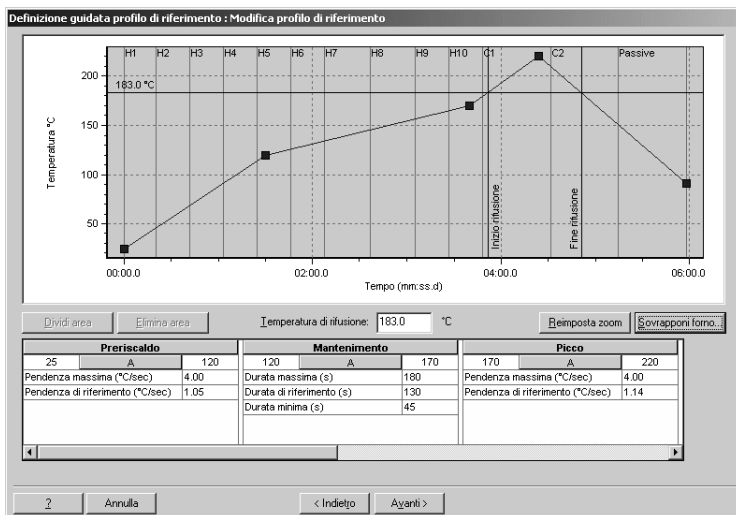 Definizione guidata profilo di riferimento : Modifica profilo di riferimento
H1 H2 H3 H4 H5 H6 H7 H8 H9 H10 C1 C2 Passive
200
183.0 °C
150
100
50
Temperatura °C
Inizio rifusione
Fine rifusione
00:00.0 02:00.0 04:00.0 06:00.0
Tempo (mm:ss.d)
Dividi area Elimina area Temperatura di rifusione: 183.0 °C Reimposta zoom Sovrapponi forno...
Preriscaldo Mantenimento Picco
25 A 120 120 A 170 170 A 220
Pendenza massima (°C/sec) 4.00 Durata massima (s) 180 Pendenza massima (°C/sec) 4.00
Pendenza di riferimento (°C/sec) 1.05 Durata di riferimento (s) 130 Pendenza di riferimento (°C/sec) 1.14
Durata minima (s) 45
? Annulla < Indietro Avanti >